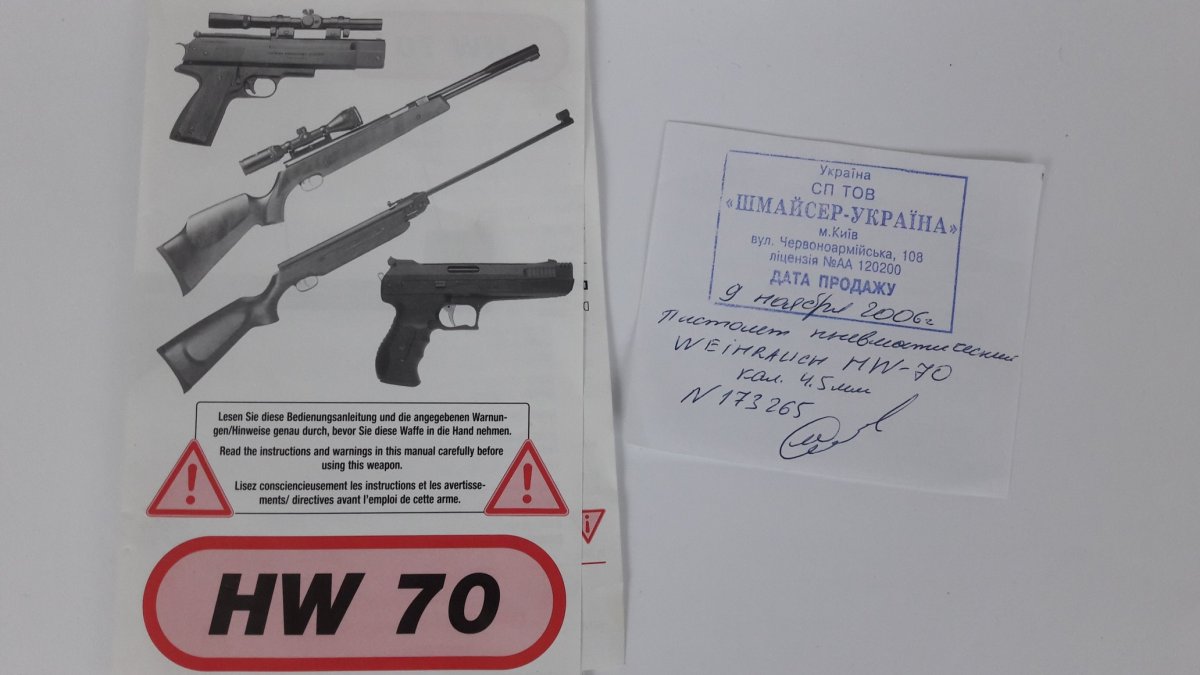 Lesen Sie diese Bedienungsanleitung und die angegebenen Warnun-
gen/Hinweise genau durch, bevor Sie diese Waffe in die Hand nehmen.
Read the instructions and warnings in this manual carefully before
using this weapon.
Lisez consciencieusement les instructions et les avertisse-
ments/ directives avant l'emploi de cette arme.
HW 70
Україна
СП ТОВ
«ШМАЙСЕР-УКРАЇНА»
м.Київ
вул. Червоноармійська, 108
ліцензія №АА 120200
ДАТА ПРОДАЖУ
9 ноября 2006г.
Пистолет пневматический
WEIHRAUCH HW-70
кал. 4.5мм
N 173265